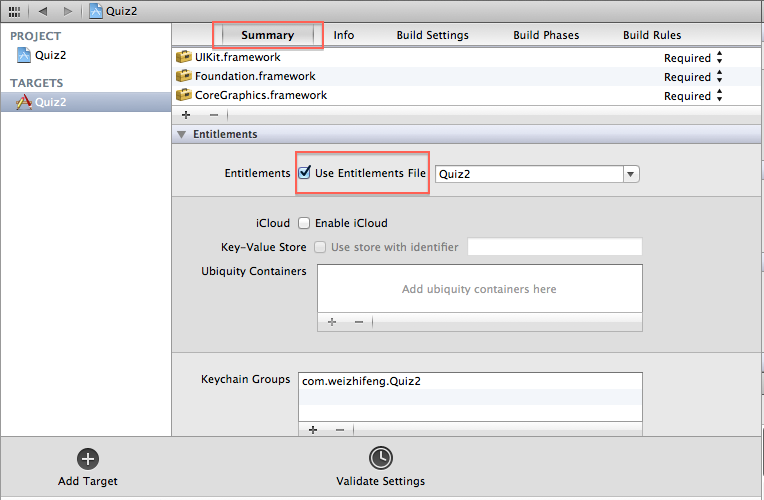 Quiz2
PROJECT
Quiz2
TARGETS
Quiz2
Summary Info Build Settings Build Phases Build Rules
UIKit.framework Required
Foundation.framework Required
CoreGraphics.framework Required
Entitlements
Entitlements Use Entitlements File Quiz2
iCloud Enable iCloud
Key-Value Store Use store with identifier
Ubiquity Containers
Add ubiquity containers here
Keychain Groups com.weizhifeng.Quiz2
Add Target Validate Settings